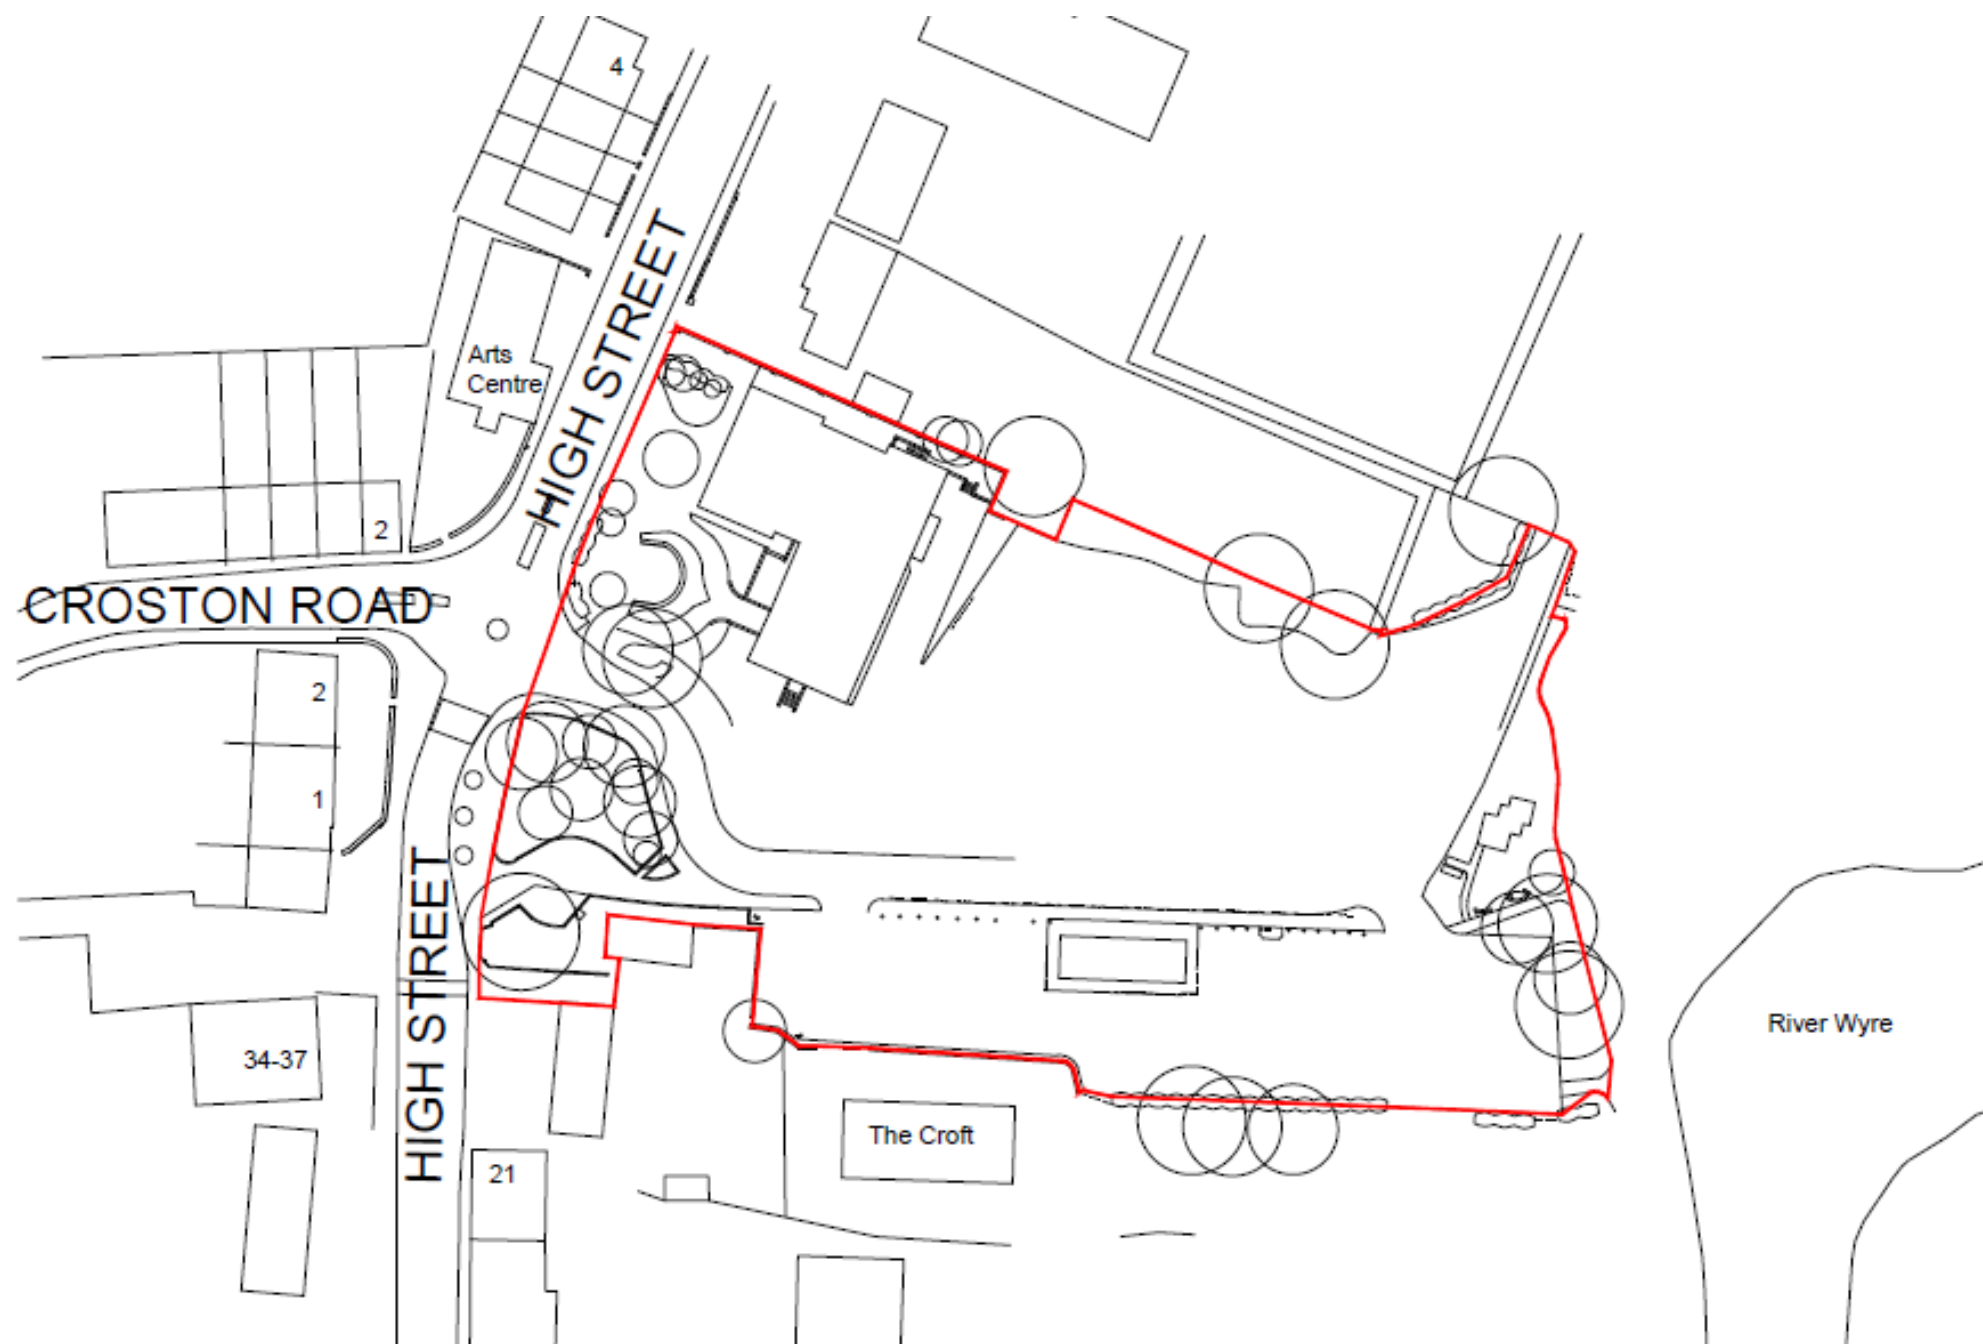 4
HIGH STREET
Arts
Centre
2
CROSTON ROAD
2
1
HIGH STREET
34-37
River Wyre
The Croft
21